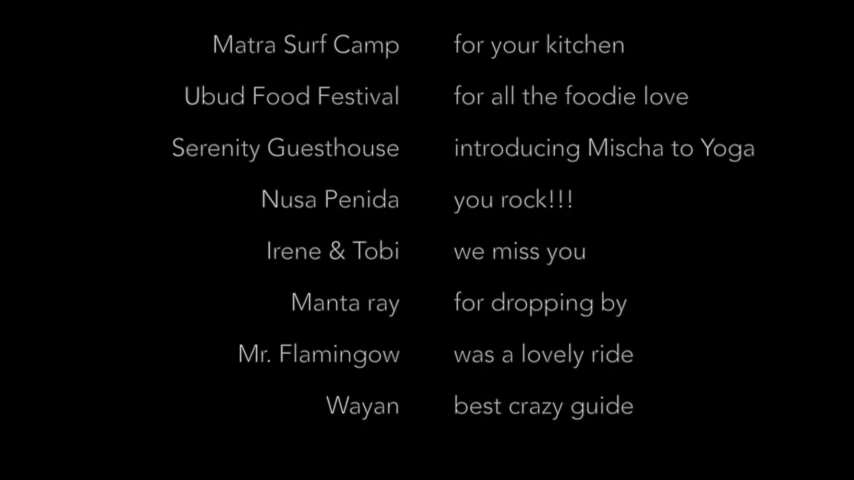 Matra Surf Camp for your kitchen
Ubud Food Festival for all the foodie love
Serenity Guesthouse introducing Mischa to Yoga
Nusa Penida you rock!!!
Irene & Tobi we miss you
Manta ray for dropping by
Mr. Flamingow was a lovely ride
Wayan best crazy guide